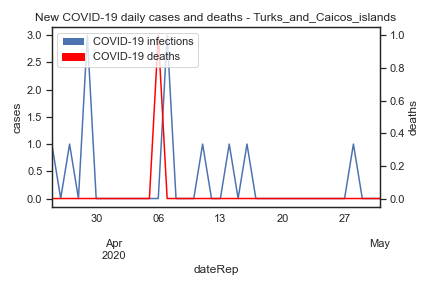 New COVID-19 daily cases and deaths - Turks_and_Caicos_islands
COVID-19 infections
COVID-19 deaths
cases
3.0
2.5
2.0
1.5
1.0
0.5
0.0
deaths
1.0
0.8
0.6
0.4
0.2
0.0
30 06 13 20 27
Apr May
2020
dateRep